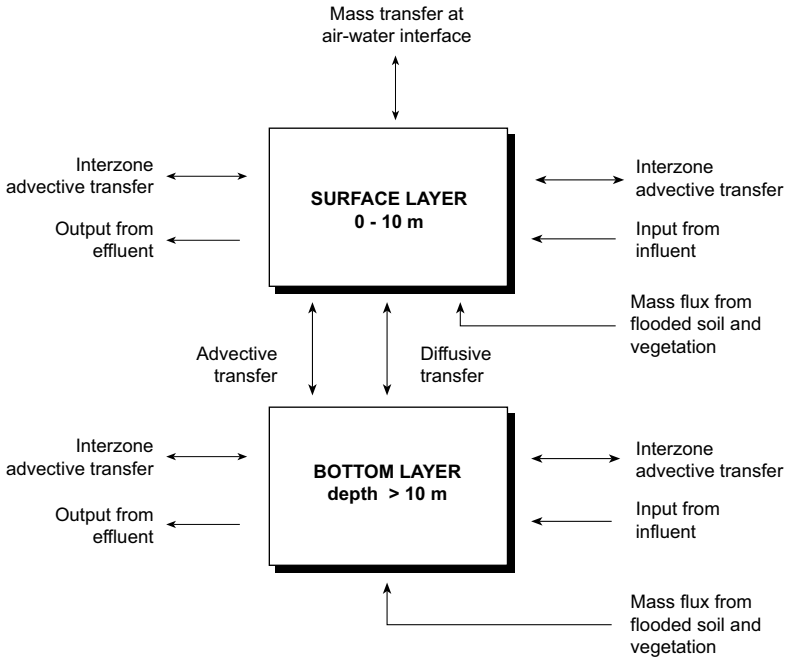 Mass transfer at
air-water interface
Interzone
advective transfer
Output from
effluent
SURFACE LAYER
0 - 10 m
Interzone
advective transfer
Input from
influent
Mass flux from
flooded soil and
vegetation
Advective
transfer
Diffusive
transfer
Interzone
advective transfer
Output from
effluent
BOTTOM LAYER
depth > 10 m
Interzone
advective transfer
Input from
influent
Mass flux from
flooded soil and
vegetation